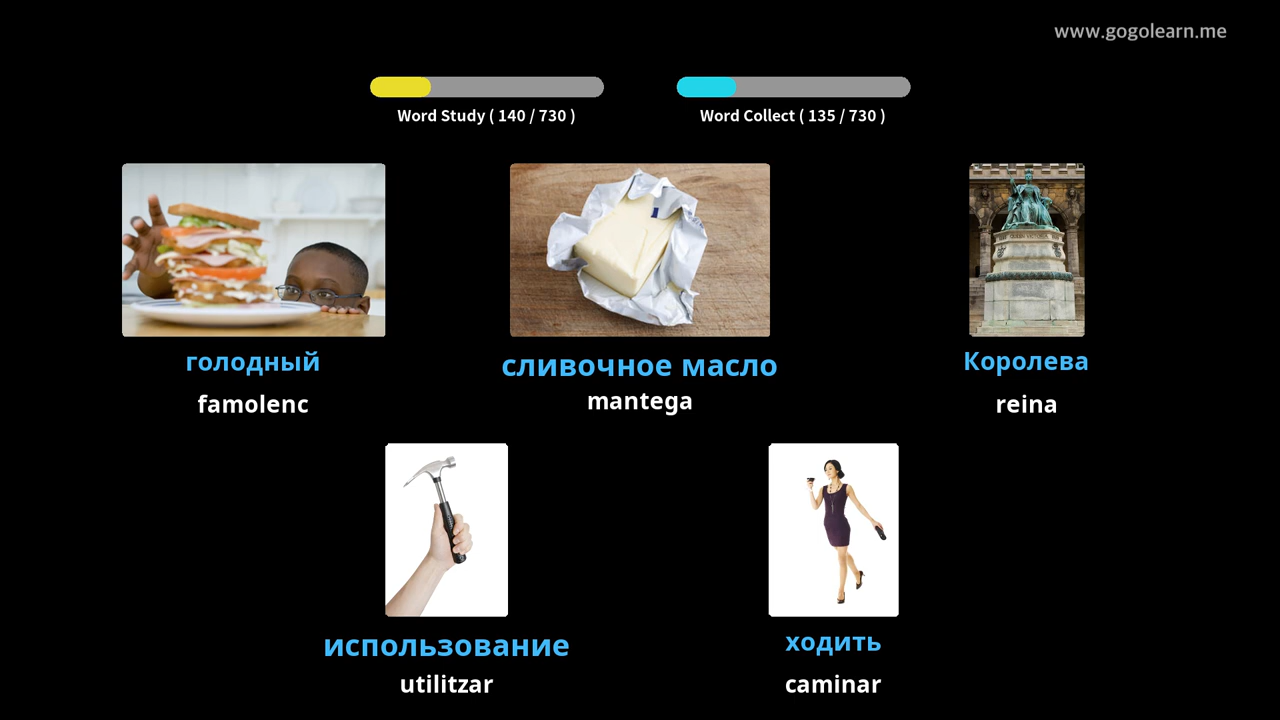 www.gogolearn.me
Word Study ( 140 / 730 )
Word Collect ( 135 / 730 )
голодный
famolenc
сливочное масло
mantega
Королева
reina
использование
utilitzar
ходить
caminar